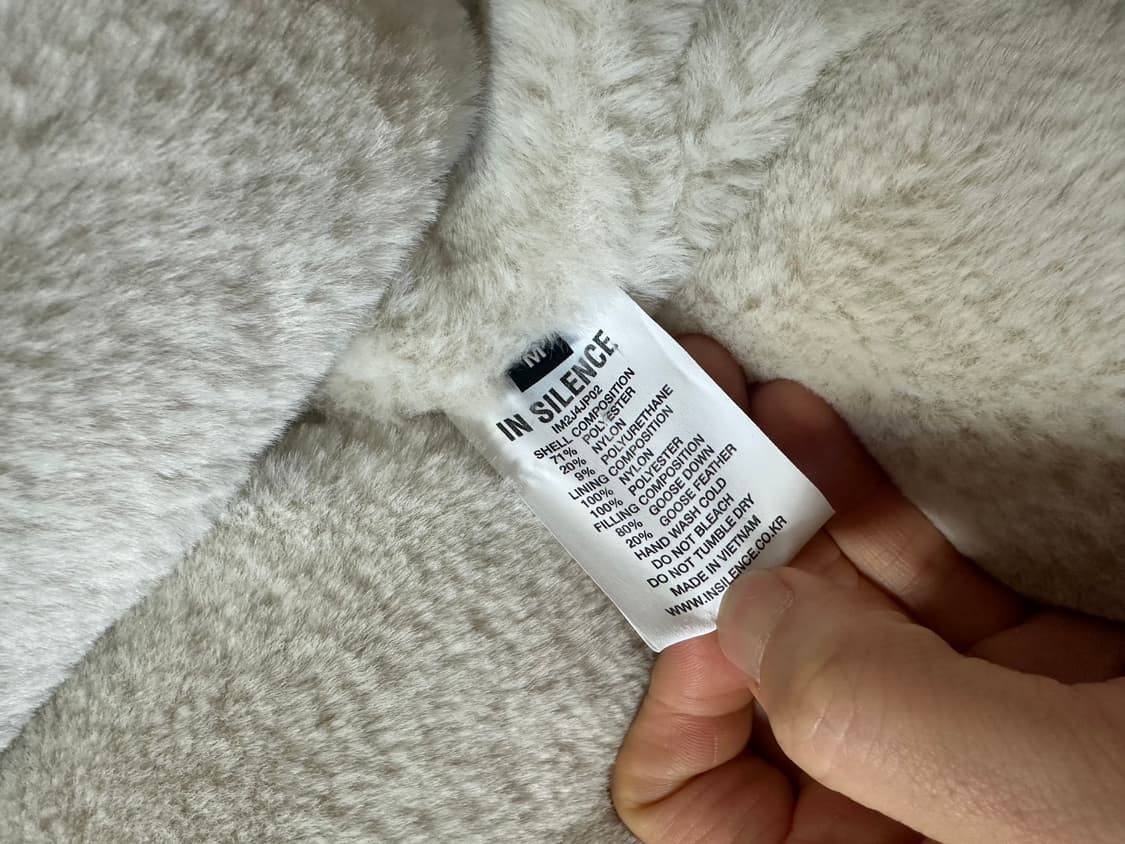 M
IN SILENCE
IM2J4JP02
SHELL COMPOSITION
71% POLYESTER
20% NYLON
9% POLYURETHANE
LINING COMPOSITION
100% NYLON
100% POLYESTER
FILLING COMPOSITION
80% GOOSE DOWN
20% GOOSE FEATHER
HAND WASH COLD
DO NOT BLEACH
DO NOT TUMBLE DRY
MADE IN VIETNAM
WWW.INSILENCE.CO.KR